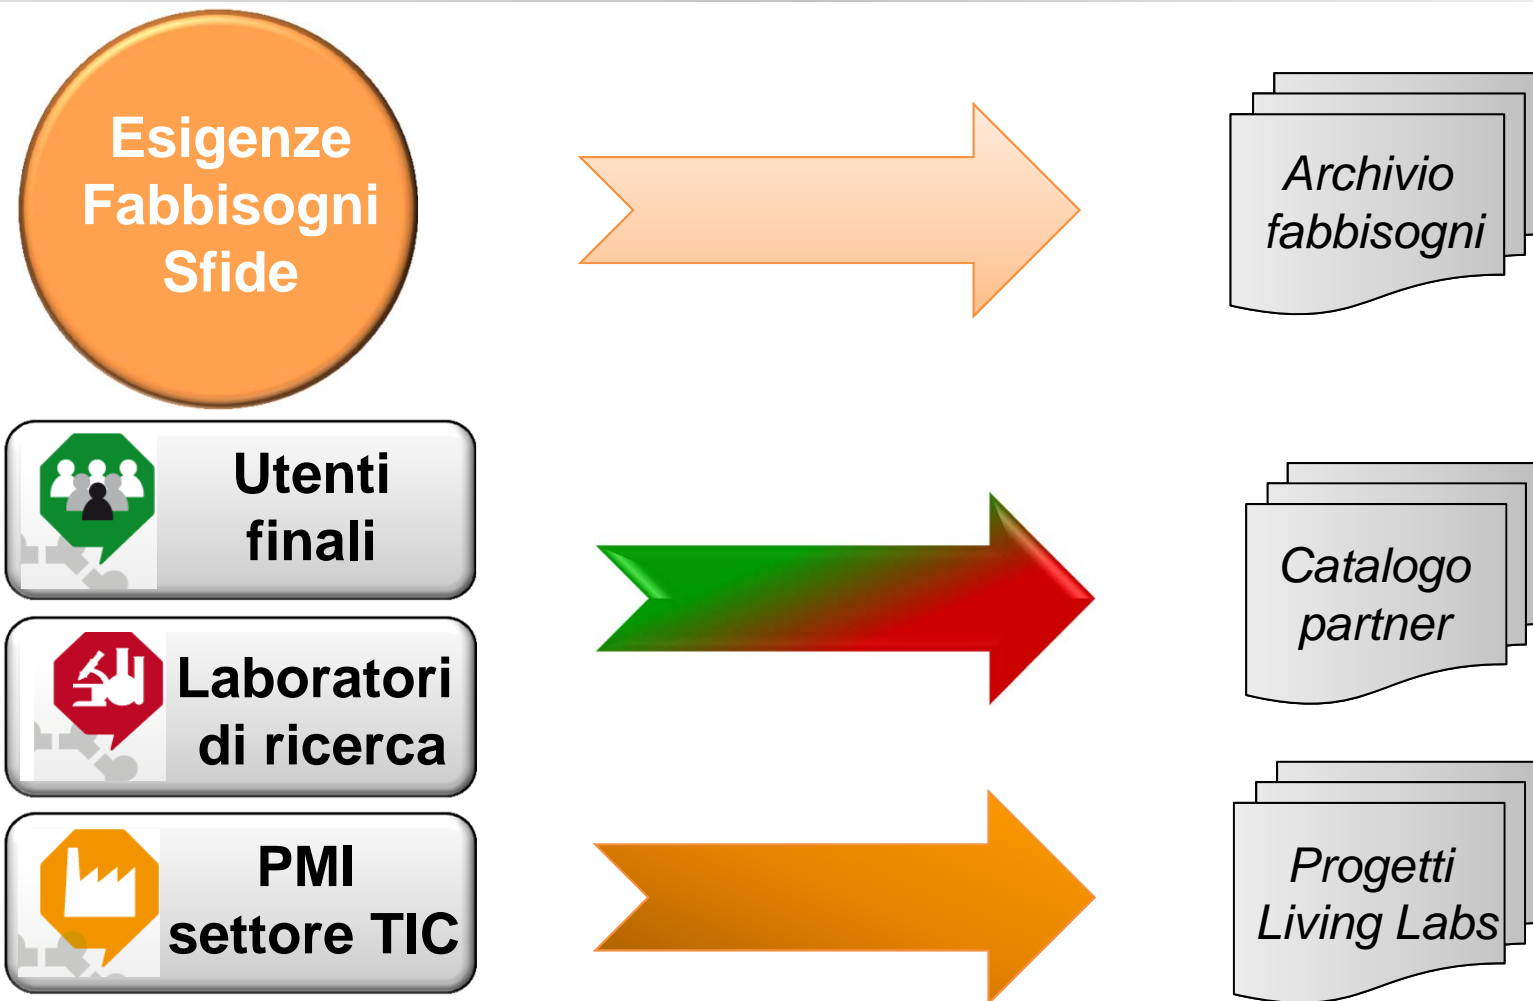 Esigenze
Fabbisogni
Sfide
Archivio
fabbisogni
Utenti
finali
Catalogo
partner
Laboratori
di ricerca
PMI
settore TIC
Progetti
Living Labs